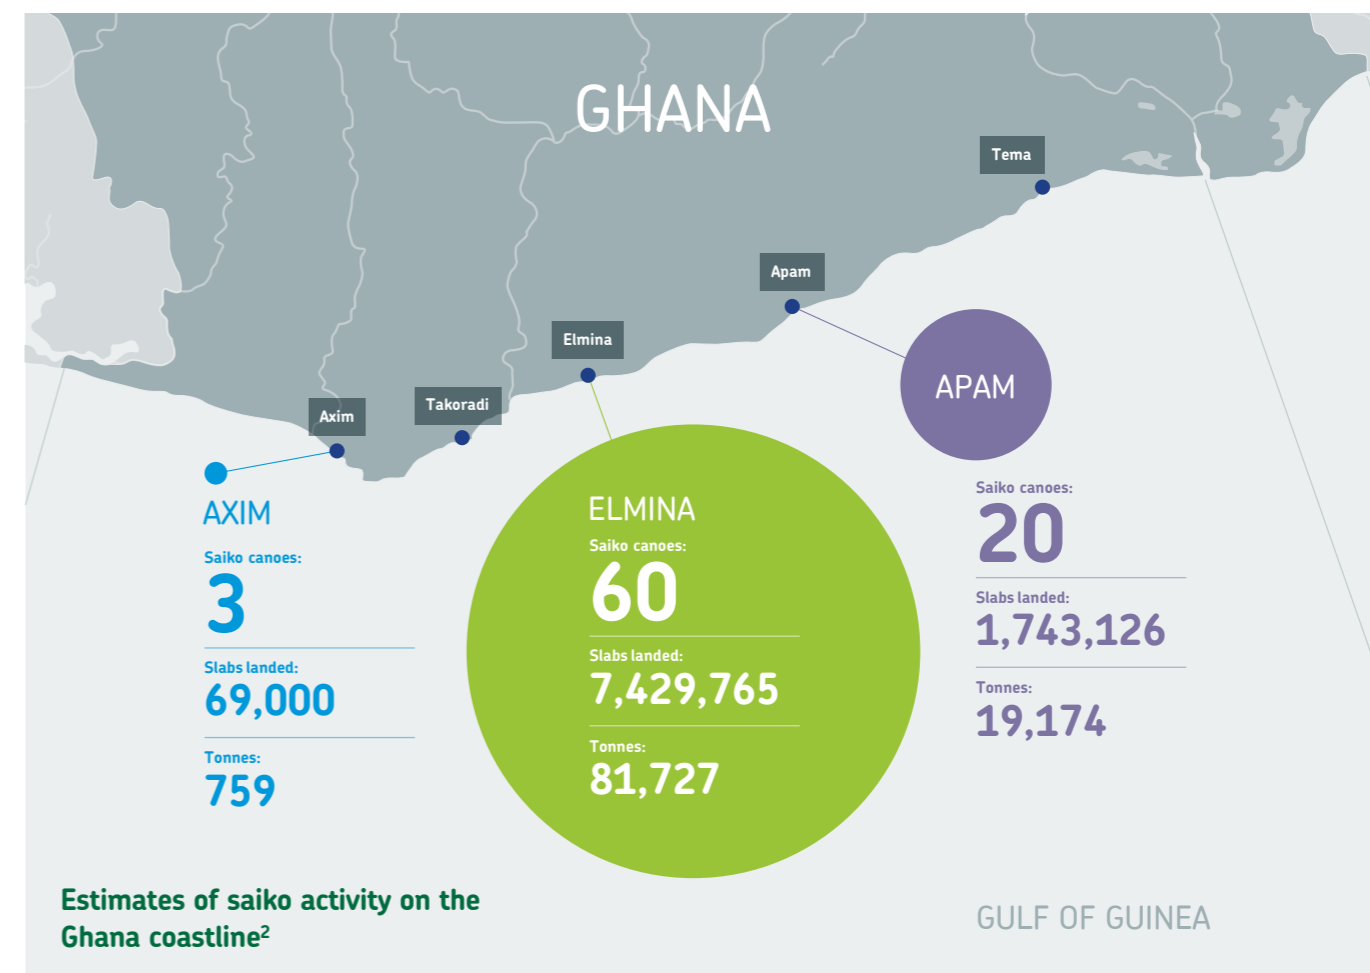 GHANA
Tema
Apam
Elmina
Takoradi
Axim
APAM
Saiko canoes:
20
Slabs landed:
1,743,126
Tonnes:
19,174
ELMINA
Saiko canoes:
60
Slabs landed:
7,429,765
Tonnes:
81,727
AXIM
Saiko canoes:
3
Slabs landed:
69,000
Tonnes:
759
Estimates of saiko activity on the
Ghana coastline²
GULF OF GUINEA